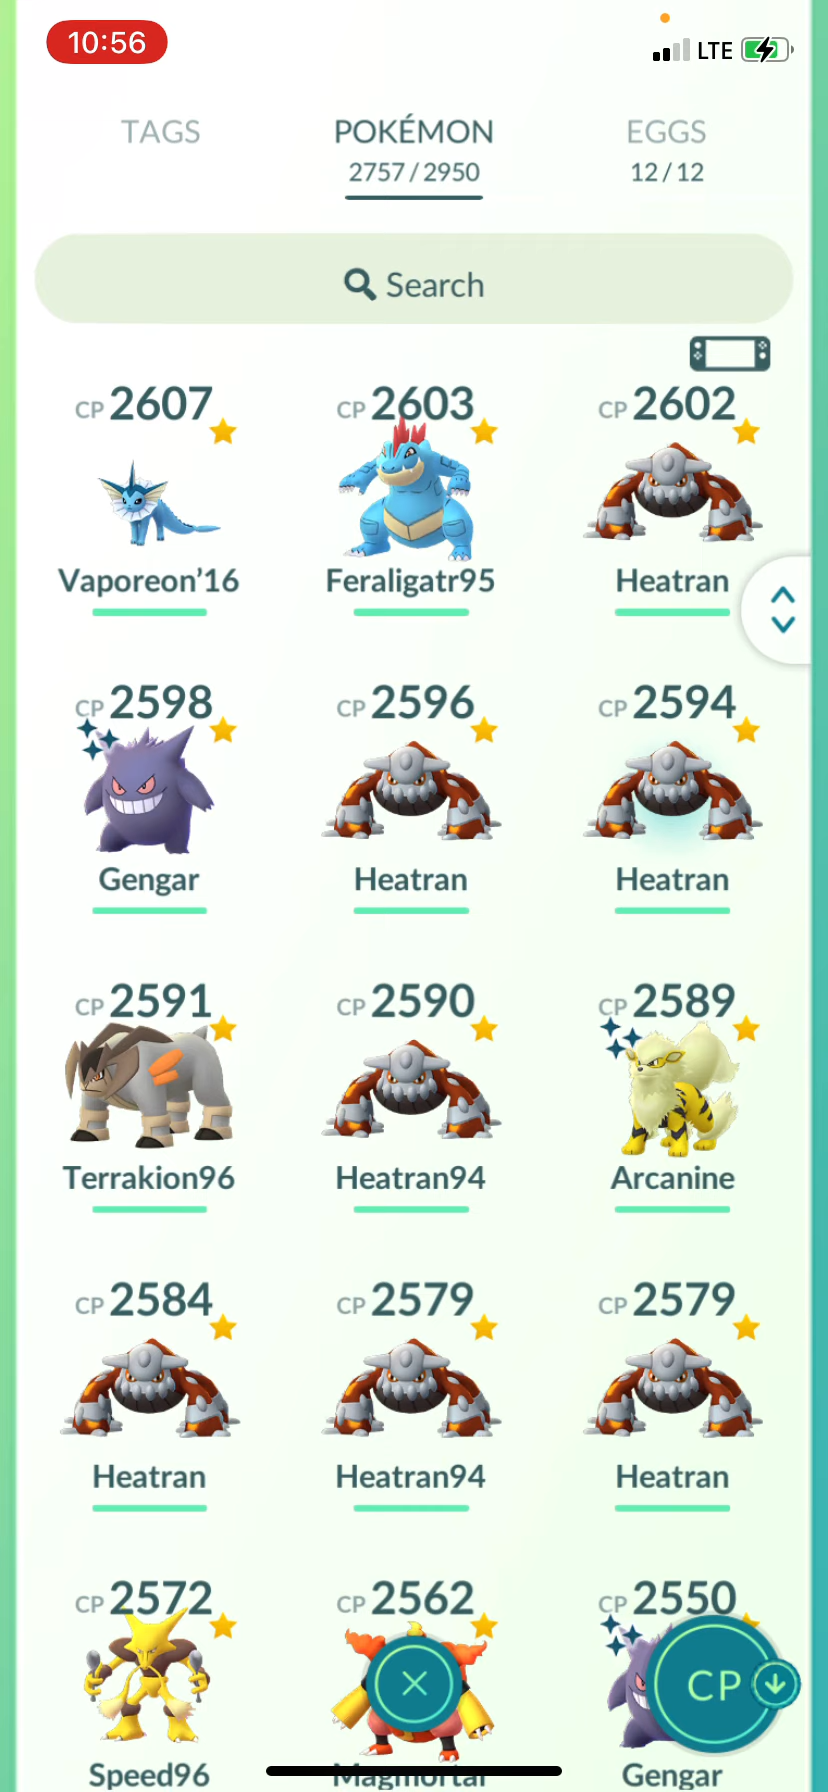 10:56
LTE
TAGS POKÉMON EGGS
2757 / 2950 12 / 12
Search
CP 2607 CP 2603 CP 2602
Vaporeon’16 Feraligatr95 Heatran
CP 2598 CP 2596 CP 2594
Gengar Heatran Heatran
CP 2591 CP 2590 CP 2589
Terrakion96 Heatran94 Arcanine
CP 2584 CP 2579 CP 2579
Heatran Heatran94 Heatran
CP 2572 CP 2562 CP 2550
CP
Speed96 Magmortar Gengar